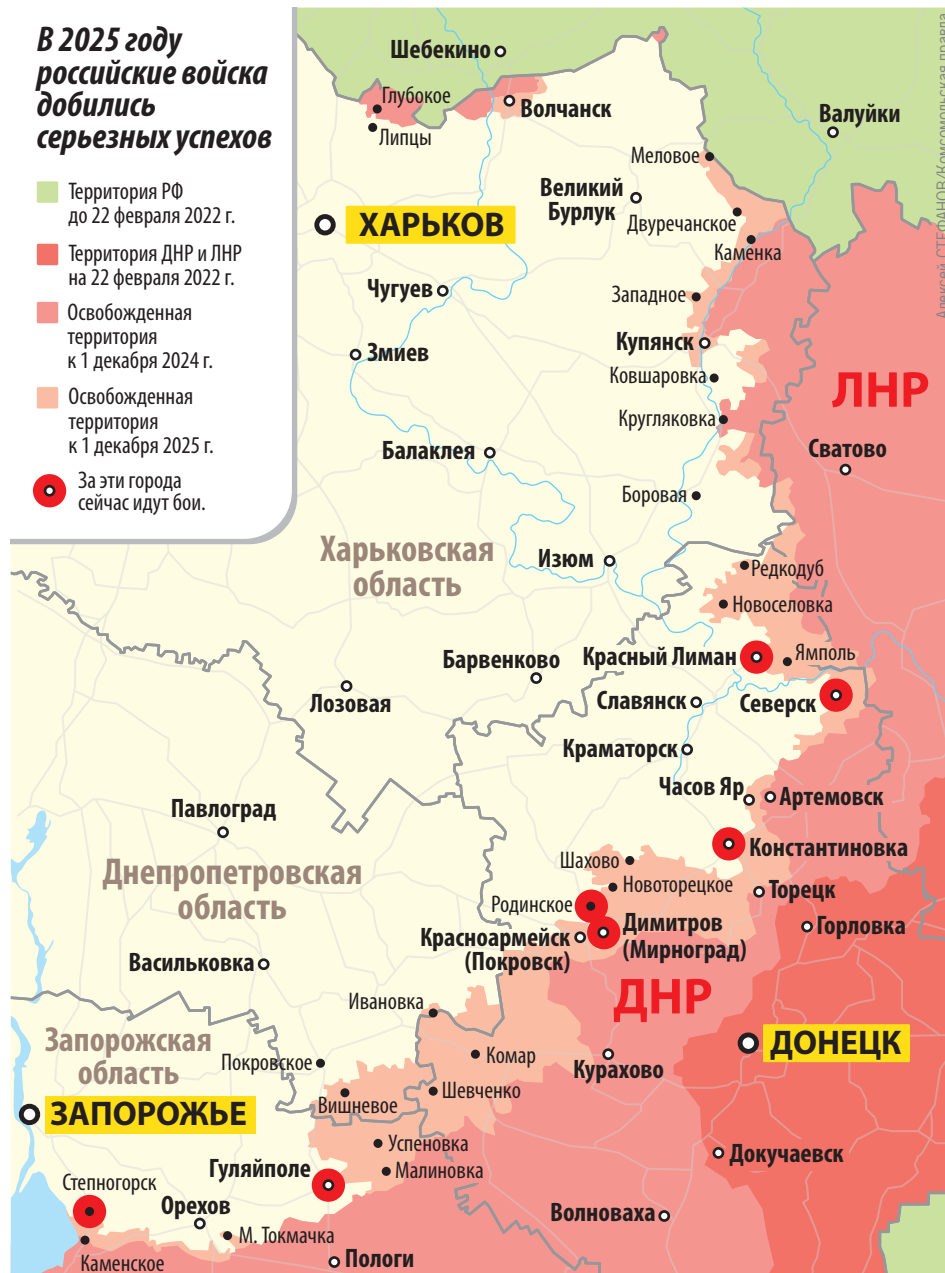 В 2025 году
российские войска
добились
серьезных успехов
Территория РФ
до 22 февраля 2022 г.
Территория ДНР и ЛНР
на 22 февраля 2022 г.
Освобожденная
территория
к 1 декабря 2024 г.
Освобожденная
территория
к 1 декабря 2025 г.
За эти города
сейчас идут бои.
Шебекино
Глубокое
Волчанск
Липцы
Валуйки
Алексей СТЕФАНОВ/Комсомольская правда
Меловое
Великий
Бурлук
Двуречанское
ХАРЬКОВ
Каменка
Чугуев
Западное
Змиев
Купянск
Ковшаровка
ЛНР
Кругляковка
Балаклея
Сватово
Боровая
Харьковская
область
Изюм
Редкодуб
Новоселовка
Барвенково
Красный Лиман
Ямполь
Лозовая
Славянск
Северск
Краматорск
Часов Яр
Артемовск
Павлоград
Константиновка
Днепропетровская
область
Шахово
Новоторецкое
Торецк
Родинское
Димитров
(Мирноград)
Горловка
Красноармейск
(Покровск)
Васильковка
ДНР
Ивановка
Запорожская
область
Комар
ДОНЕЦК
Покровское
Курахово
Шевченко
Вишневое
ЗАПОРОЖЬЕ
Успеновка
Докучаевск
Гуляйполе
Малиновка
Степногорск
Орехов
Волноваха
М. Токмачка
Каменское
Пологи